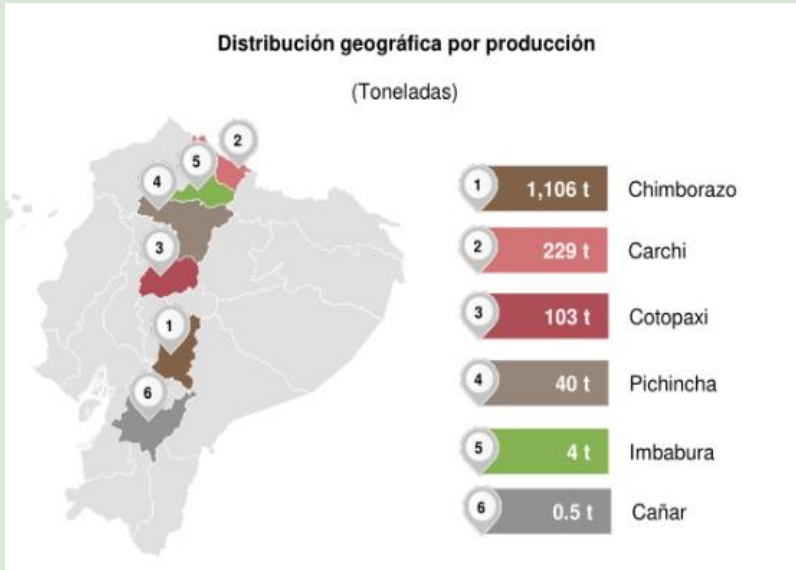 Distribución geográfica por producción
(Toneladas)
2
5
4
3
1
6
1 1,106 t Chimborazo
2 229 t Carchi
3 103 t Cotopaxi
4 40 t Pichincha
5 4 t Imbabura
6 0.5 t Cañar